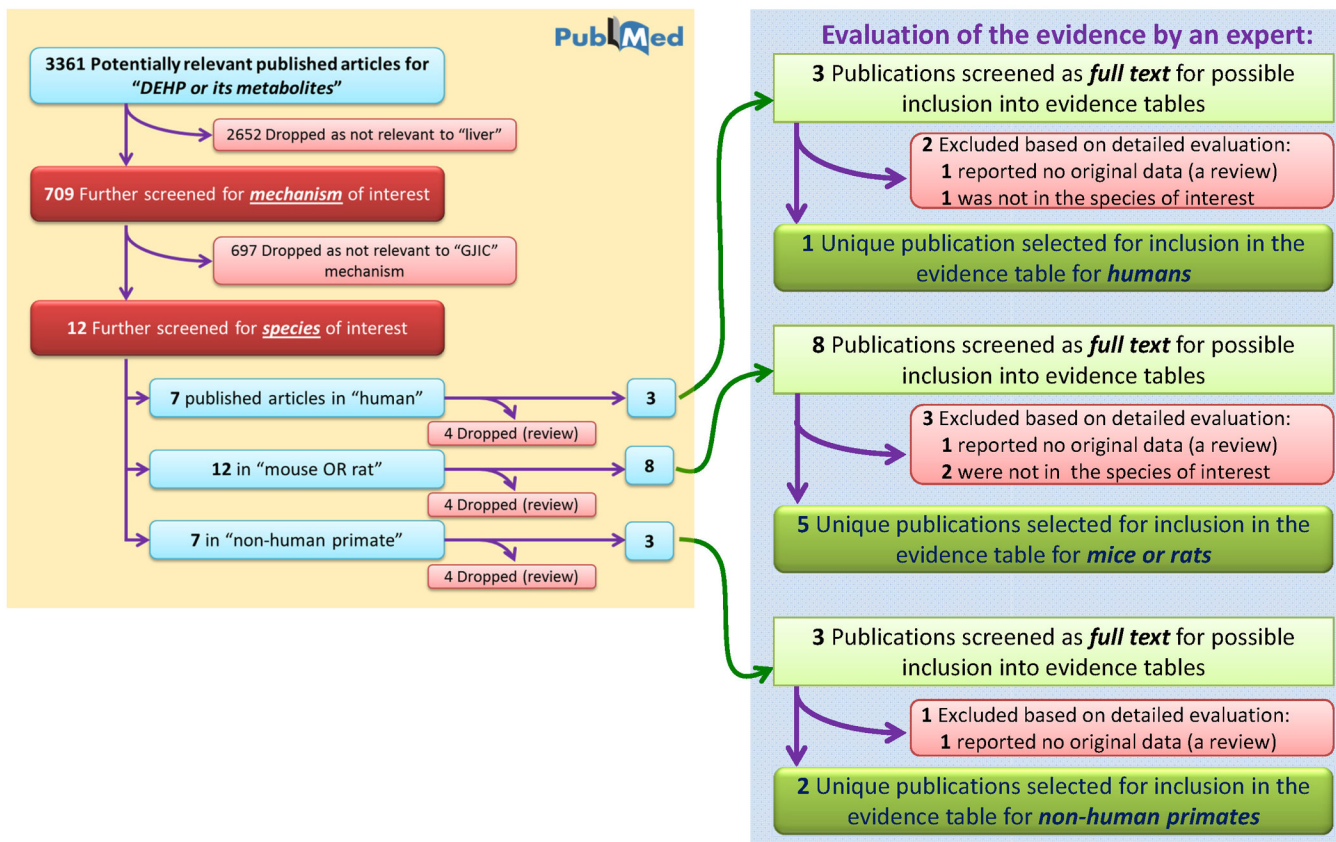 PubMed
3361 Potentially relevant published articles for
“DEHP or its metabolites”
2652 Dropped as not relevant to “liver”
709 Further screened for mechanism of interest
697 Dropped as not relevant to “GJIC”
mechanism
12 Further screened for species of interest
7 published articles in “human”
3
4 Dropped (review)
12 in “mouse OR rat”
8
4 Dropped (review)
7 in “non-human primate”
3
4 Dropped (review)
Evaluation of the evidence by an expert:
3 Publications screened as full text for possible
inclusion into evidence tables
2 Excluded based on detailed evaluation:
1 reported no original data (a review)
1 was not in the species of interest
1 Unique publication selected for inclusion in the
evidence table for humans
8 Publications screened as full text for possible
inclusion into evidence tables
3 Excluded based on detailed evaluation:
1 reported no original data (a review)
2 were not in the species of interest
5 Unique publications selected for inclusion in the
evidence table for mice or rats
3 Publications screened as full text for possible
inclusion into evidence tables
1 Excluded based on detailed evaluation:
1 reported no original data (a review)
2 Unique publications selected for inclusion in the
evidence table for non-human primates